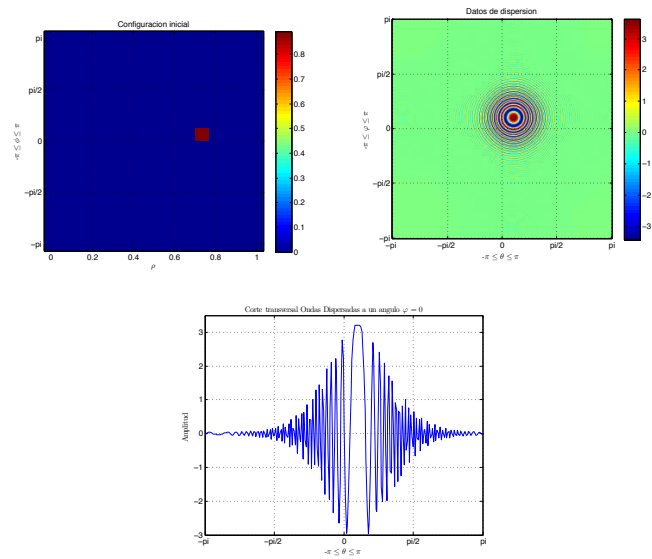 Configuracion inicial
pi
pi/2
0
−pi/2
−pi
-π ≤ ϕ ≤ π
0
0.2
0.4
0.6
0.8
1
ρ
0.8
0.7
0.6
0.5
0.4
0.3
0.2
0.1
0
Datos de dispersion
pi
pi/2
0
−pi/2
−pi
-π ≤ φ ≤ π
−pi
−pi/2
0
pi/2
pi
-π ≤ θ ≤ π
3
2
1
0
−1
−2
−3
Corte transversal Ondas Dispersadas a un angulo φ = 0
3
2
1
0
−1
−2
−3
Amplitud
−pi
−pi/2
0
pi/2
pi
-π ≤ θ ≤ π